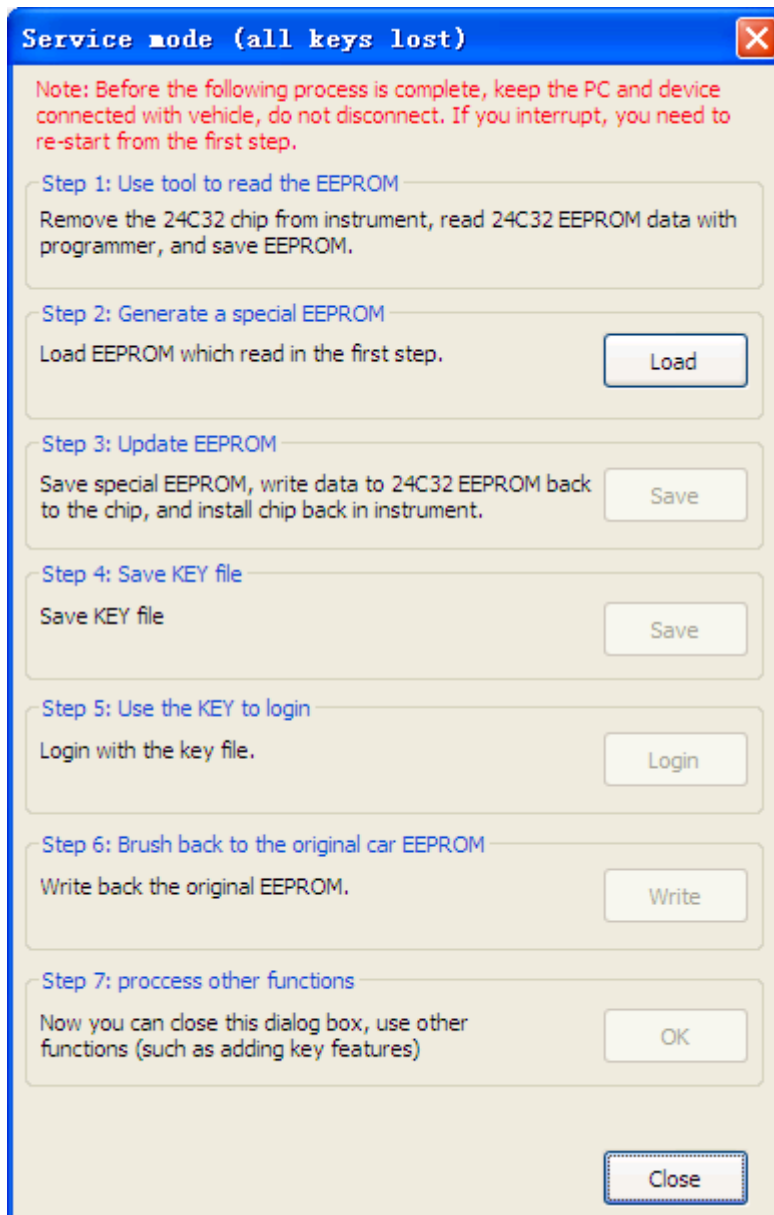 Service mode (all keys lost)
Note: Before the following process is complete, keep the PC and device
connected with vehicle, do not disconnect. If you interrupt, you need to
re-start from the first step.
Step 1: Use tool to read the EEPROM
Remove the 24C32 chip from instrument, read 24C32 EEPROM data with
programmer, and save EEPROM.
Step 2: Generate a special EEPROM
Load EEPROM which read in the first step.
Load
Step 3: Update EEPROM
Save special EEPROM, write data to 24C32 EEPROM back
to the chip, and install chip back in instrument.
Save
Step 4: Save KEY file
Save KEY file
Save
Step 5: Use the KEY to login
Login with the key file.
Login
Step 6: Brush back to the original car EEPROM
Write back the original EEPROM.
Write
Step 7: proccess other functions
Now you can close this dialog box, use other
functions (such as adding key features)
OK
Close